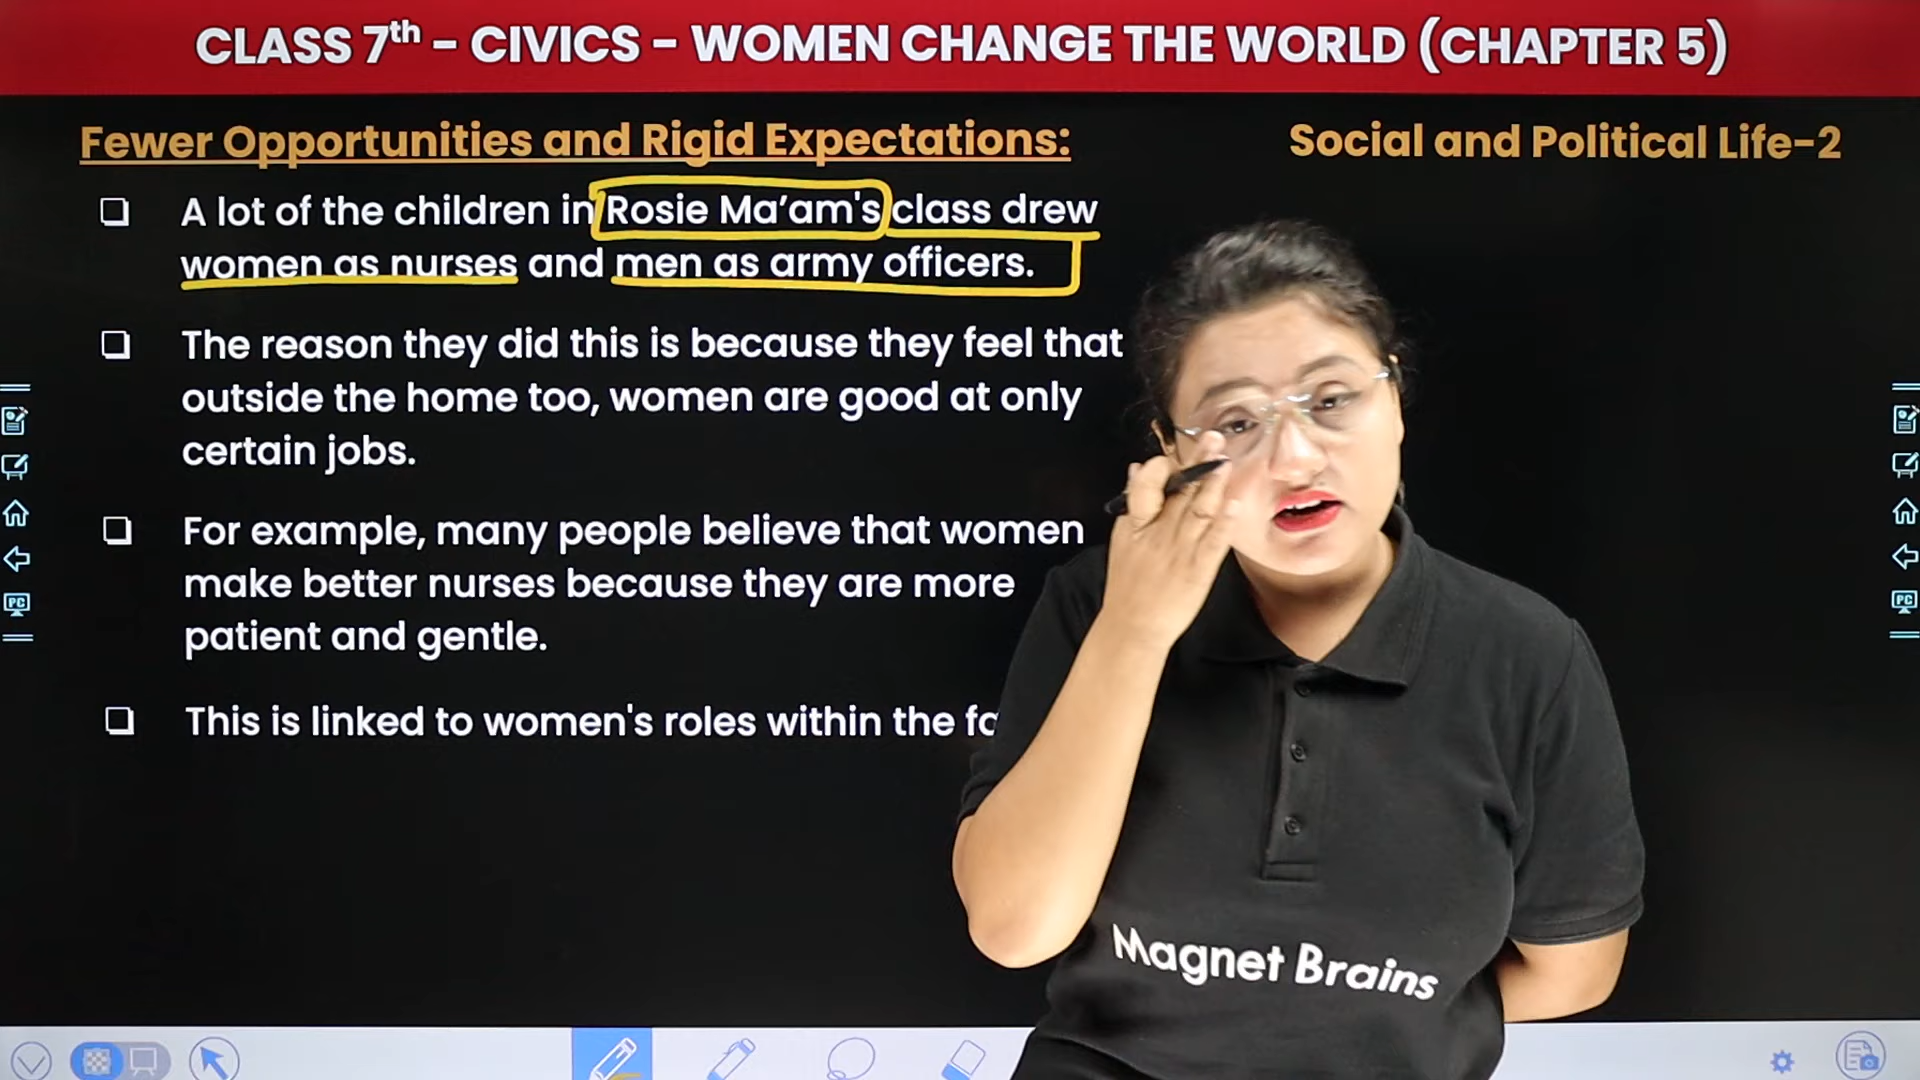 CLASS 7th - CIVICS - WOMEN CHANGE THE WORLD (CHAPTER 5)
Fewer Opportunities and Rigid Expectations:
Social and Political Life-2
❑ A lot of the children in Rosie Ma’am's class drew
women as nurses and men as army officers.
❑ The reason they did this is because they feel that
outside the home too, women are good at only
certain jobs.
❑ For example, many people believe that women
make better nurses because they are more
patient and gentle.
❑ This is linked to women's roles within the
Magnet Brains
PC
PC